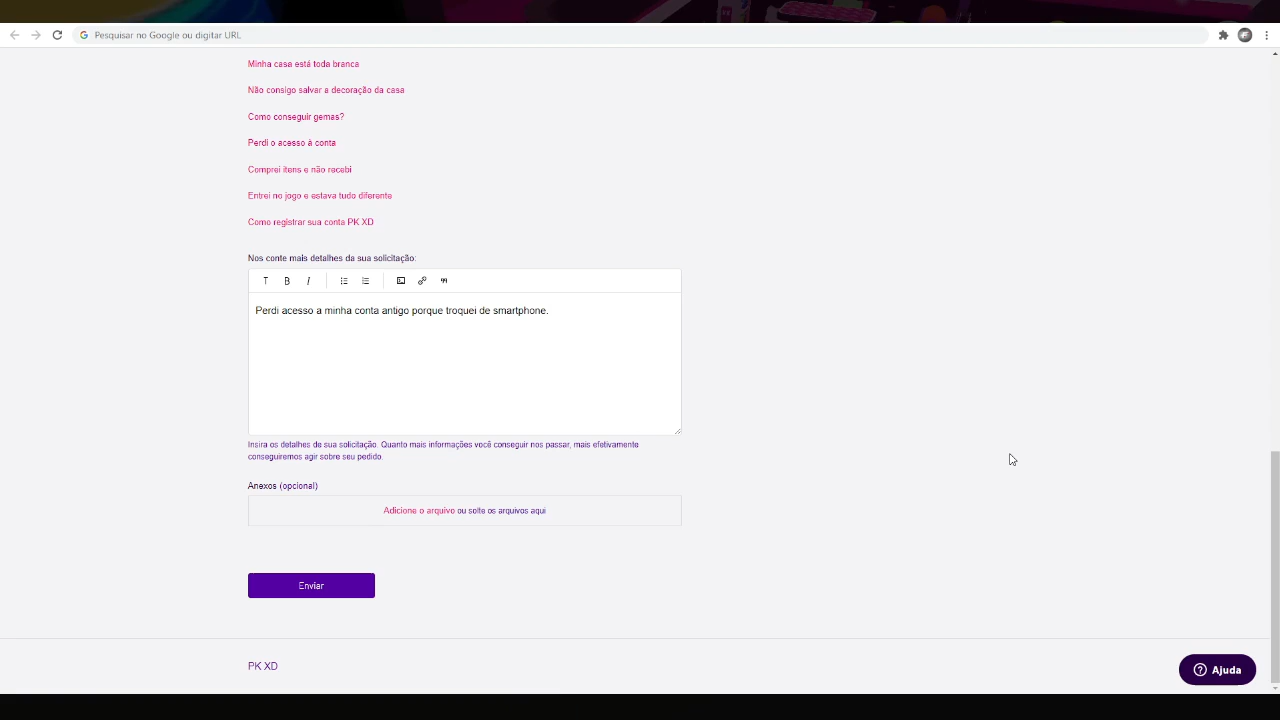 Pesquisar no Google ou digitar URL
Minha casa está toda branca
Não consigo salvar a decoração da casa
Como conseguir gemas?
Perdi o acesso à conta
Comprei itens e não recebi
Entrei no jogo e estava tudo diferente
Como registrar sua conta PK XD
Nos conte mais detalhes da sua solicitação:
T B I
Perdi acesso a minha conta antigo porque troquei de smartphone.
Insira os detalhes de sua solicitação. Quanto mais informações você conseguir nos passar, mais efetivamente
conseguiremos agir sobre seu pedido.
Anexos (opcional)
Adicione o arquivo ou solte os arquivos aqui
Enviar
PK XD
Ajuda